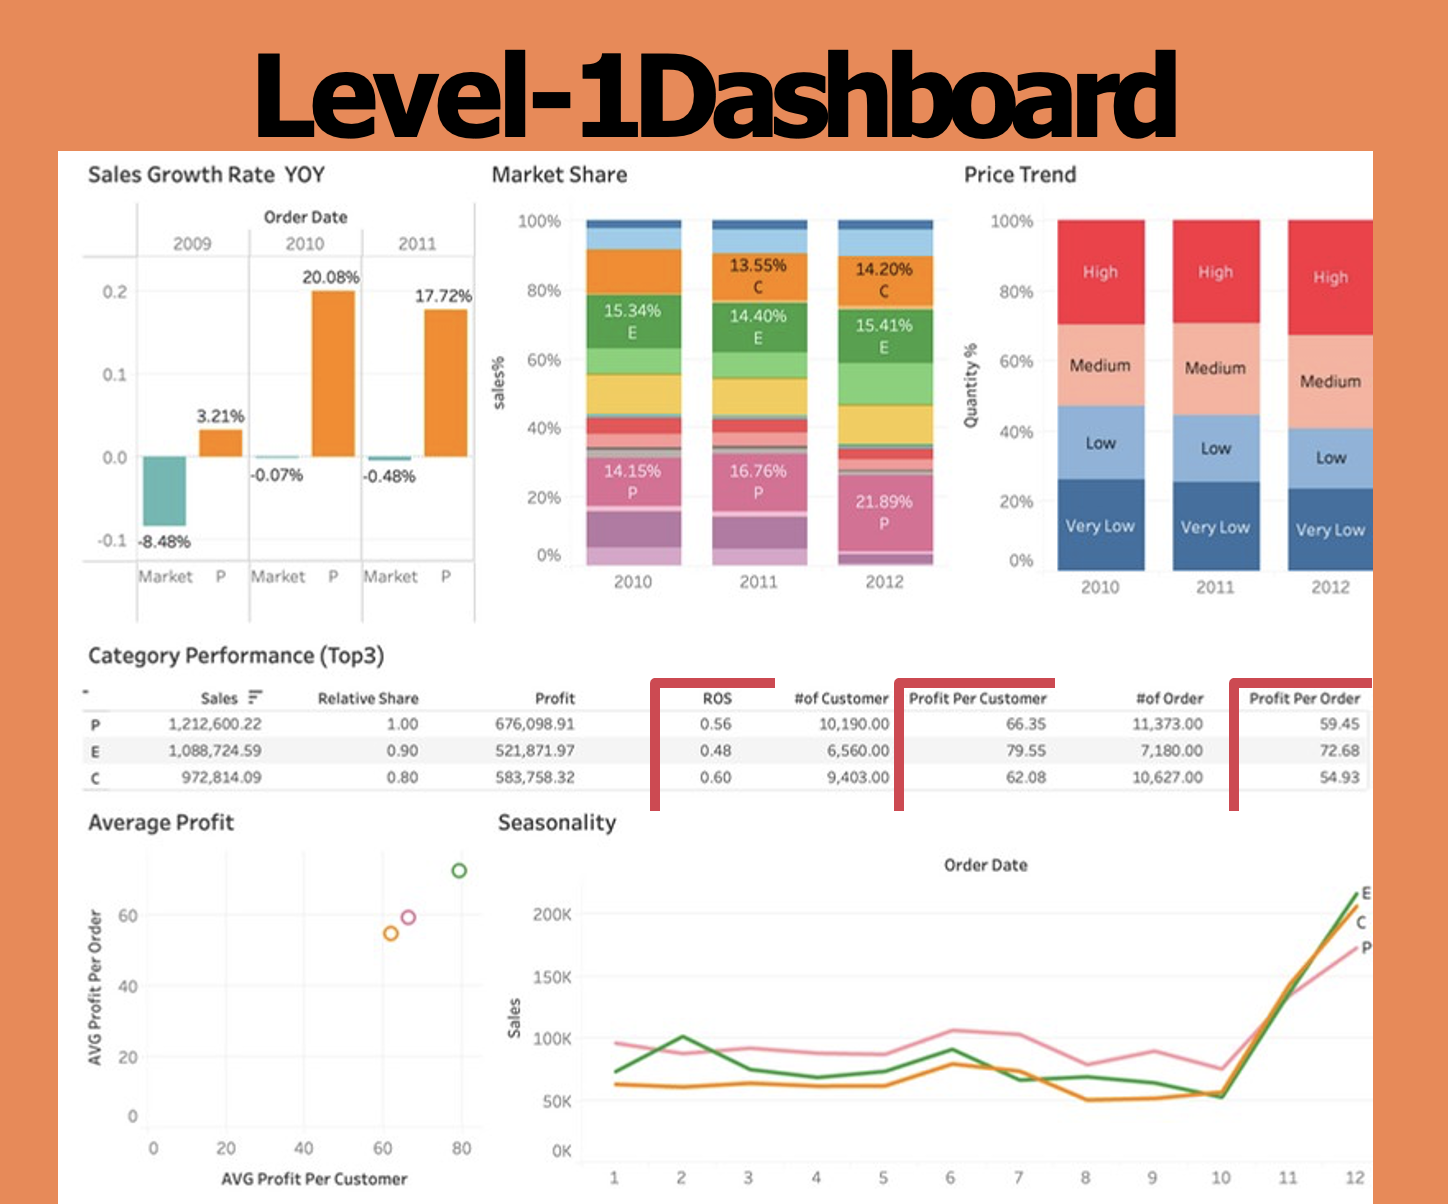 Level-1Dashboard
Sales Growth Rate YOY
Order Date
2009 2010 2011
0.2
0.1
0.0
-0.1
-8.48%
3.21%
-0.07%
20.08%
-0.48%
17.72%
Market P Market P Market P
Market Share
sales%
100%
80%
60%
40%
20%
0%
15.34%
E
14.15%
P
13.55%
C
14.40%
E
16.76%
P
14.20%
C
15.41%
E
21.89%
P
2010 2011 2012
Price Trend
Quantity %
100%
80%
60%
40%
20%
0%
High High High
Medium Medium Medium
Low Low Low
Very Low Very Low Very Low
2010 2011 2012
Category Performance (Top3)
Sales Relative Share Profit ROS #of Customer Profit Per Customer #of Order Profit Per Order
P 1,212,600.22 1.00 676,098.91 0.56 10,190.00 66.35 11,373.00 59.45
E 1,088,724.59 0.90 521,871.97 0.48 6,560.00 79.55 7,180.00 72.68
C 972,814.09 0.80 583,758.32 0.60 9,403.00 62.08 10,627.00 54.93
Average Profit
AVG Profit Per Order
60
40
20
0
0 20 40 60 80
AVG Profit Per Customer
Seasonality
Order Date
Sales
200K
150K
100K
50K
0K
E
C
P
1 2 3 4 5 6 7 8 9 10 11 12